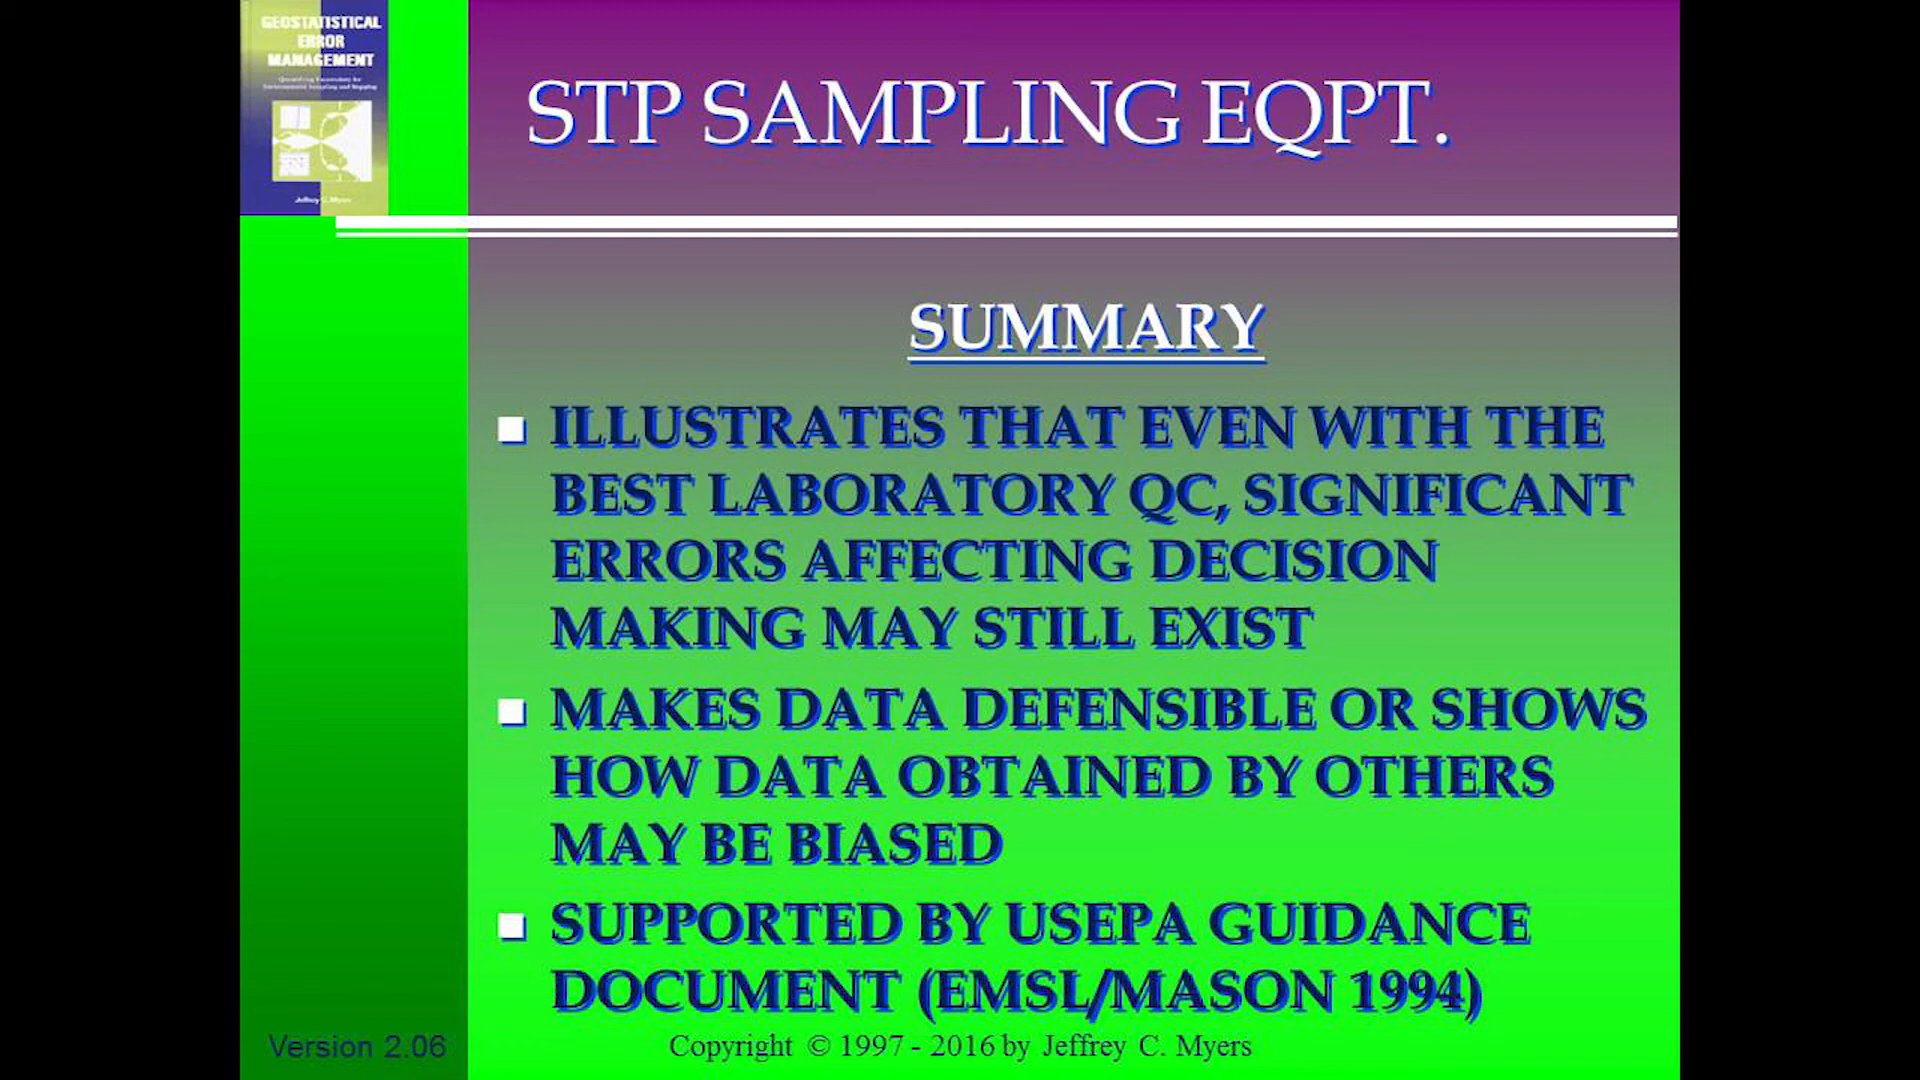 GEOSTATISTICAL
ERROR
MANAGEMENT
Jeffrey C. Myers
STP SAMPLING EQPT.
SUMMARY
ILLUSTRATES THAT EVEN WITH THE
BEST LABORATORY QC, SIGNIFICANT
ERRORS AFFECTING DECISION
MAKING MAY STILL EXIST
MAKES DATA DEFENSIBLE OR SHOWS
HOW DATA OBTAINED BY OTHERS
MAY BE BIASED
SUPPORTED BY USEPA GUIDANCE
DOCUMENT (EMSL/MASON 1994)
Version 2.06
Copyright © 1997 - 2016 by Jeffrey C. Myers